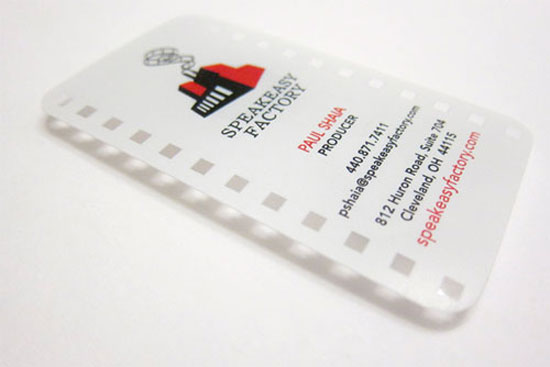 SPEAKEASY
FACTORY
PAUL SHAIA
PRODUCER
440.871.7411
pshaia@speakeasyfactory.com
812 Huron Road, Suite 704
Cleveland, OH 44115
speakeasyfactory.com